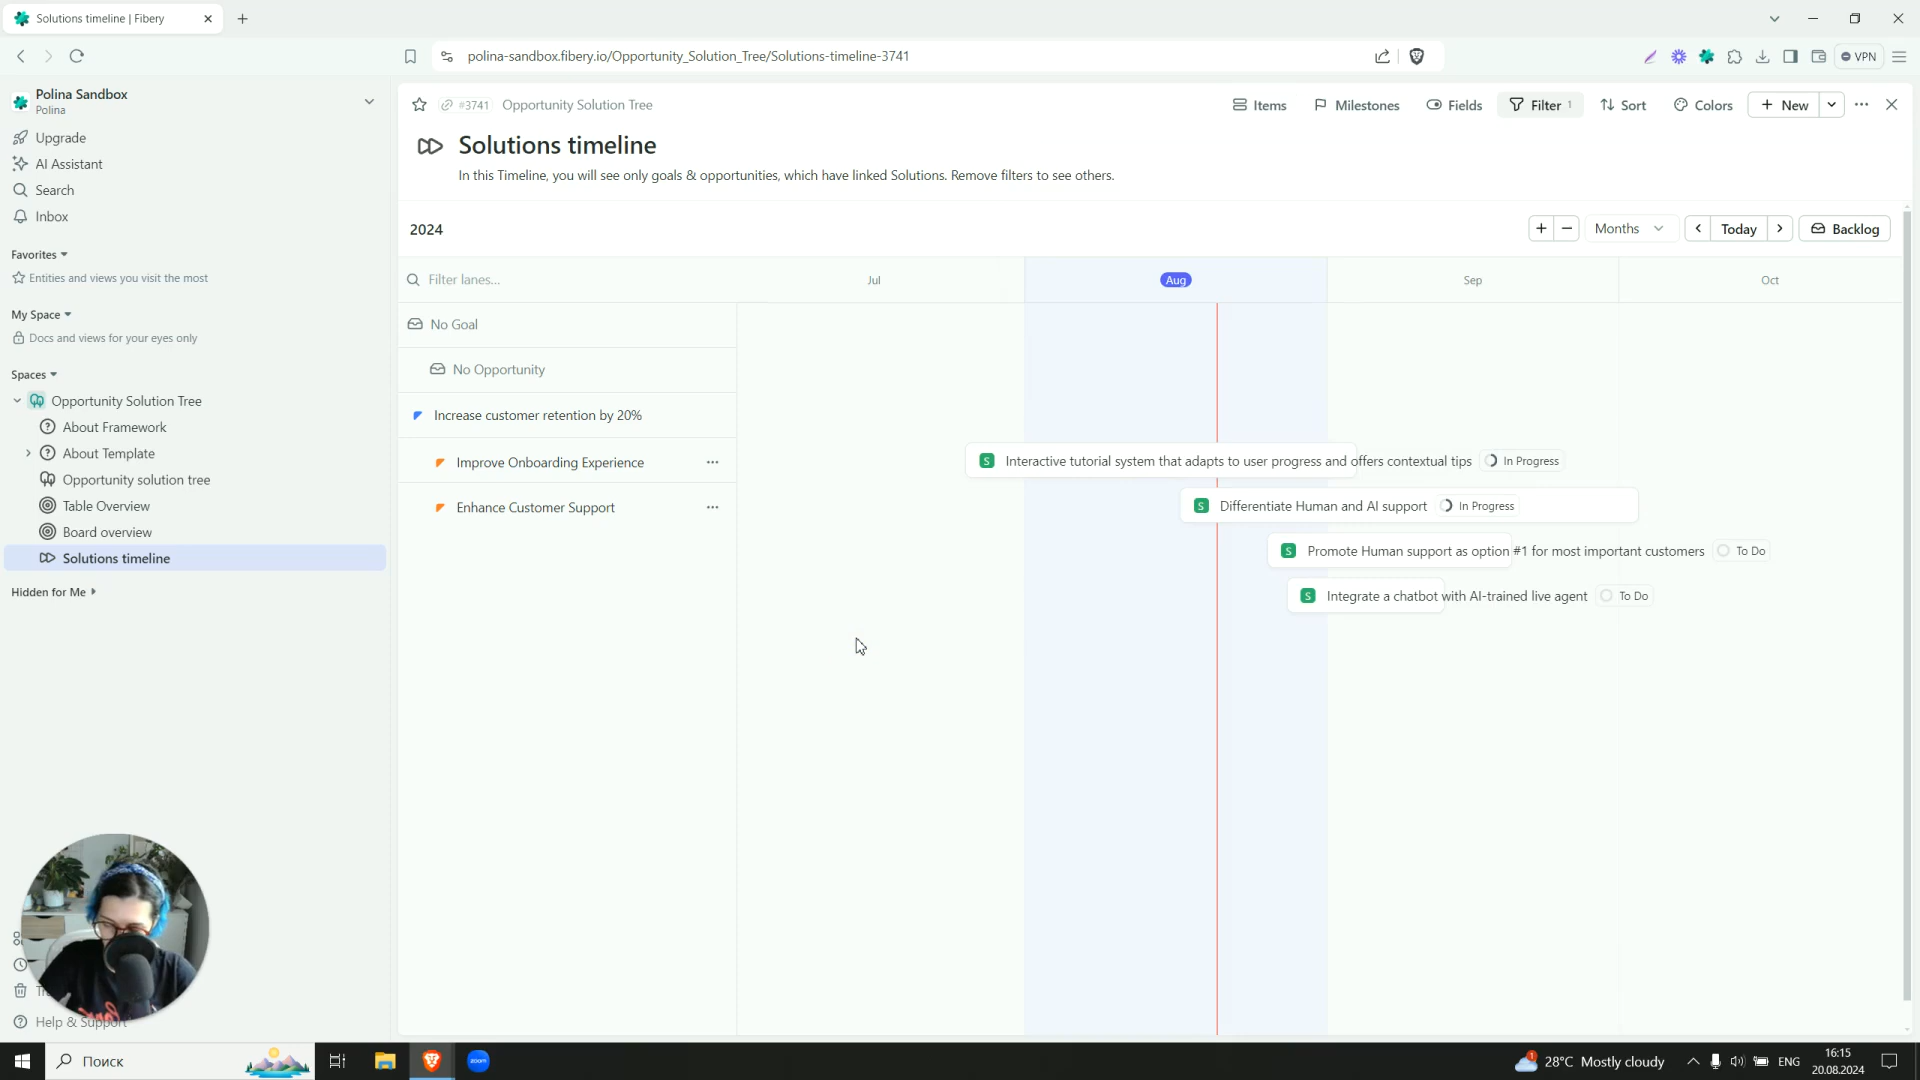 Solutions timeline | Fibery
polina-sandbox.fibery.io/Opportunity_Solution_Tree/Solutions-timeline-3741
VPN
Polina Sandbox
Polina
Upgrade
AI Assistant
Search
Inbox
Favorites
Entities and views you visit the most
My Space
Docs and views for your eyes only
Spaces
Opportunity Solution Tree
About Framework
About Template
Opportunity solution tree
Table Overview
Board overview
Solutions timeline
Hidden for Me
Help & Support
#3741
Opportunity Solution Tree
Items
Milestones
Fields
Filter 1
Sort
Colors
New
Solutions timeline
In this Timeline, you will see only goals & opportunities, which have linked Solutions. Remove filters to see others.
2024
Months
Today
Backlog
Filter lanes...
Jul
Aug
Sep
Oct
No Goal
No Opportunity
Increase customer retention by 20%
Improve Onboarding Experience
S Interactive tutorial system that adapts to user progress and offers contextual tips In Progress
Enhance Customer Support
S Differentiate Human and AI support In Progress
S Promote Human support as option #1 for most important customers To Do
S Integrate a chatbot with AI-trained live agent To Do
Поиск
zoom
1
28°C Mostly cloudy
ENG
16:15
20.08.2024